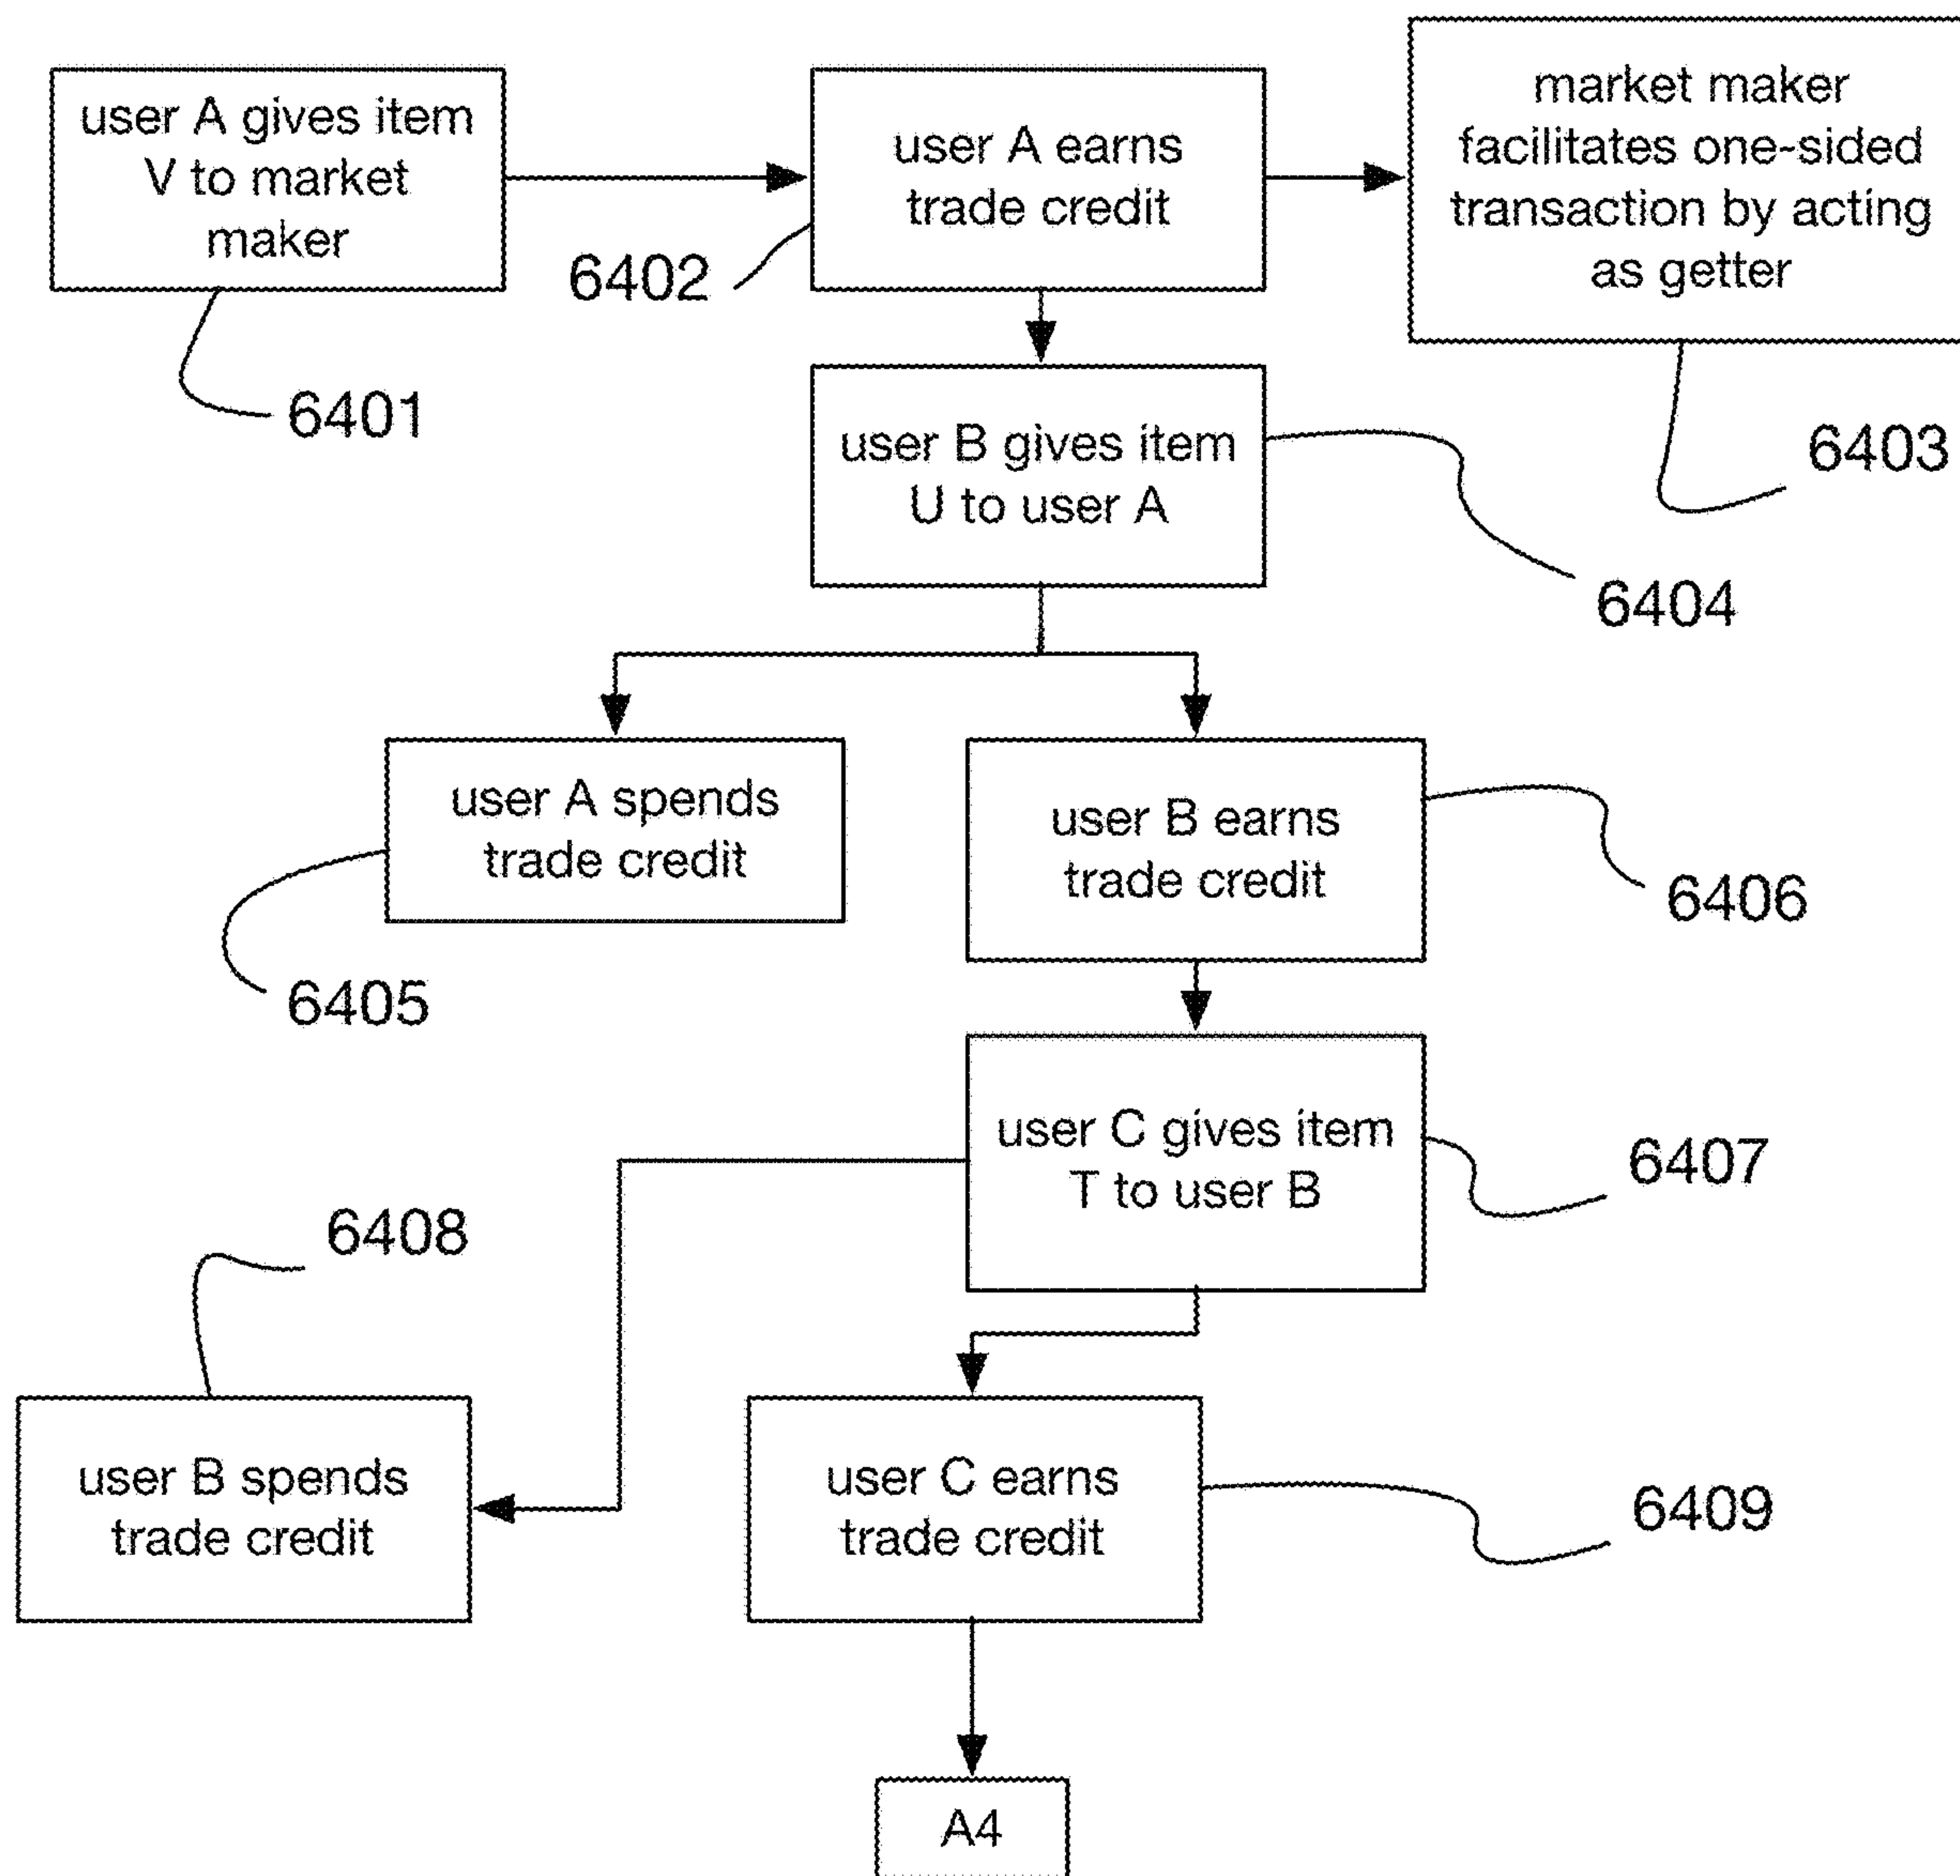 user A gives item
V to market
maker
user A earns
trade credit
market maker
facilitates one-sided
transaction by acting
as getter
6402
6401
user B gives item
U to user A
6403
6404
user A spends
trade credit
user B earns
trade credit
6406
6405
user C gives item
T to user B
6407
6408
user B spends
trade credit
user C earns
trade credit
6409
A4